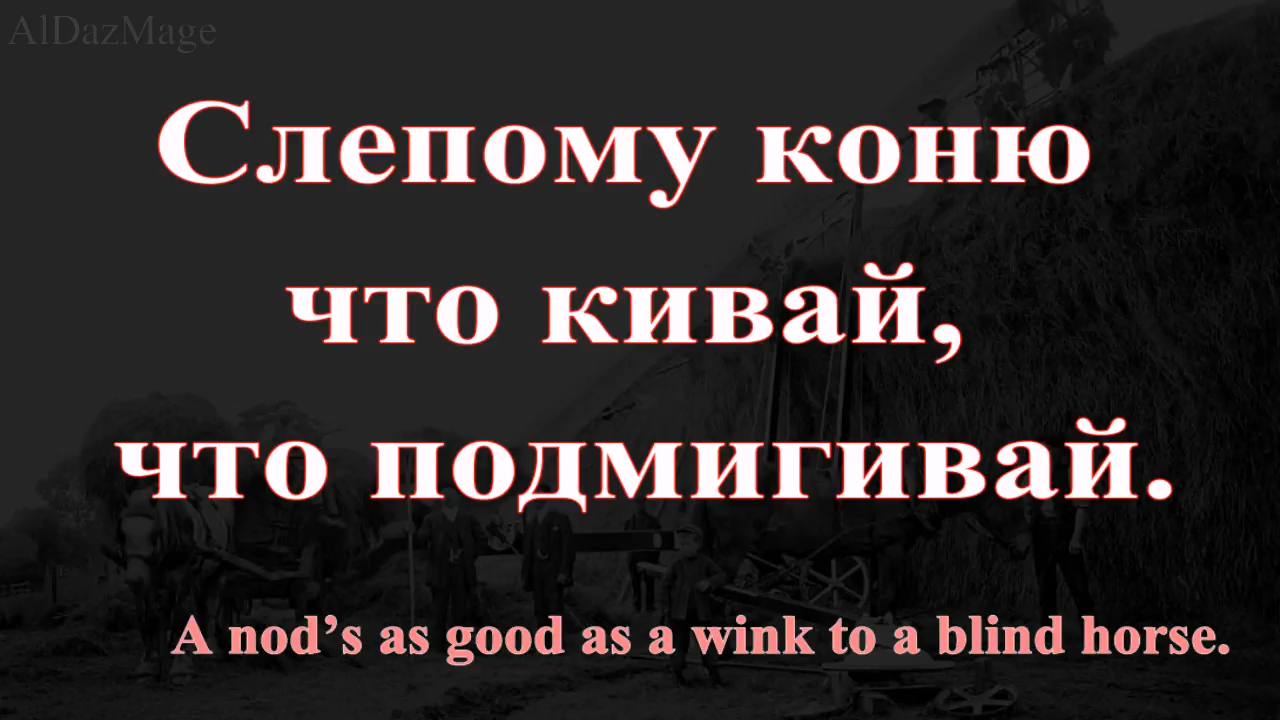 AlDazMage
Слепому коню
что кивай,
что подмигивай.
A nod’s as good as a wink to a blind horse.